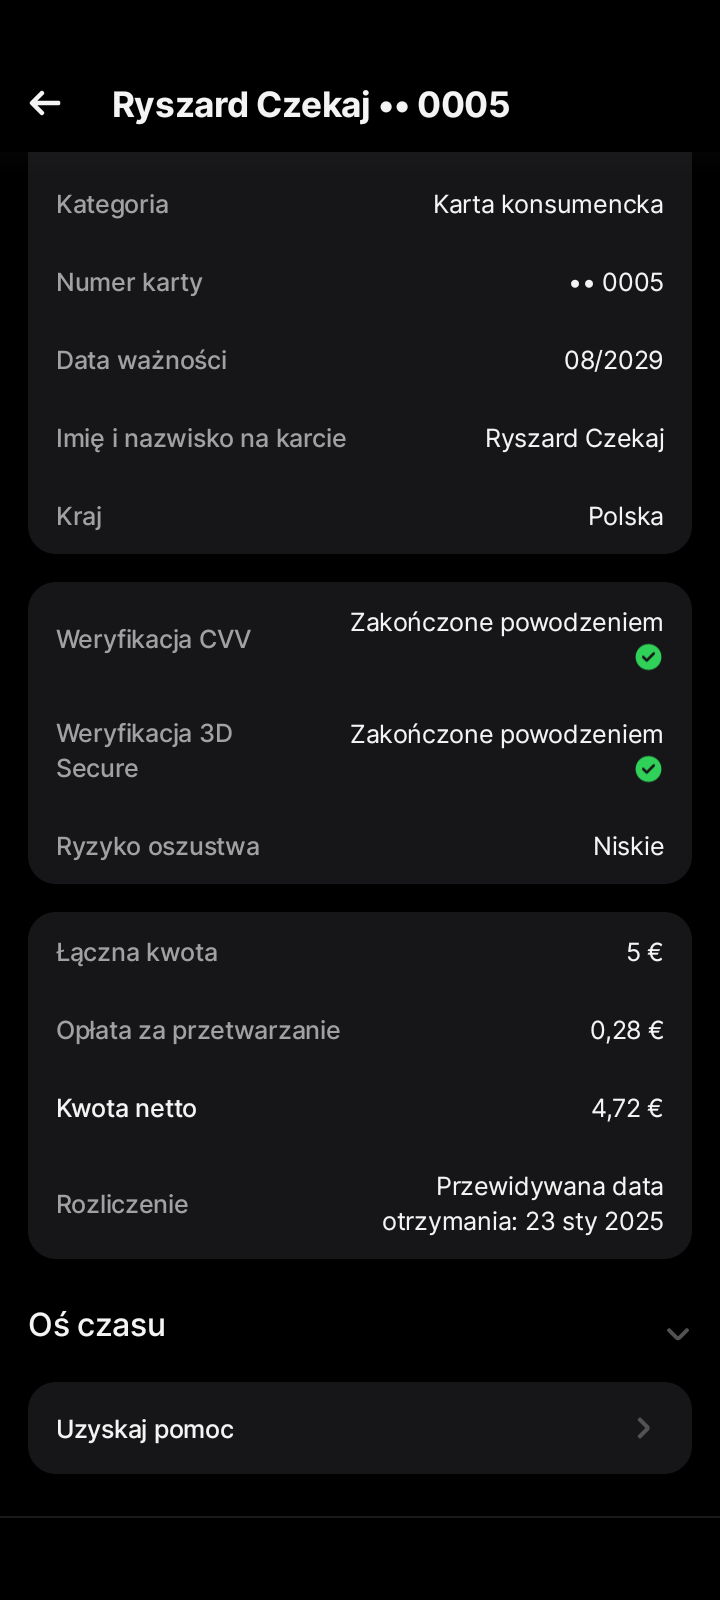 Ryszard Czekaj •• 0005
Kategoria Karta konsumencka
Numer karty •• 0005
Data ważności 08/2029
Imię i nazwisko na karcie Ryszard Czekaj
Kraj Polska
Weryfikacja CVV Zakończone powodzeniem
Weryfikacja 3D Secure Zakończone powodzeniem
Ryzyko oszustwa Niskie
Łączna kwota 5 €
Opłata za przetwarzanie 0,28 €
Kwota netto 4,72 €
Rozliczenie Przewidywana data
otrzymania: 23 sty 2025
Oś czasu
Uzyskaj pomoc